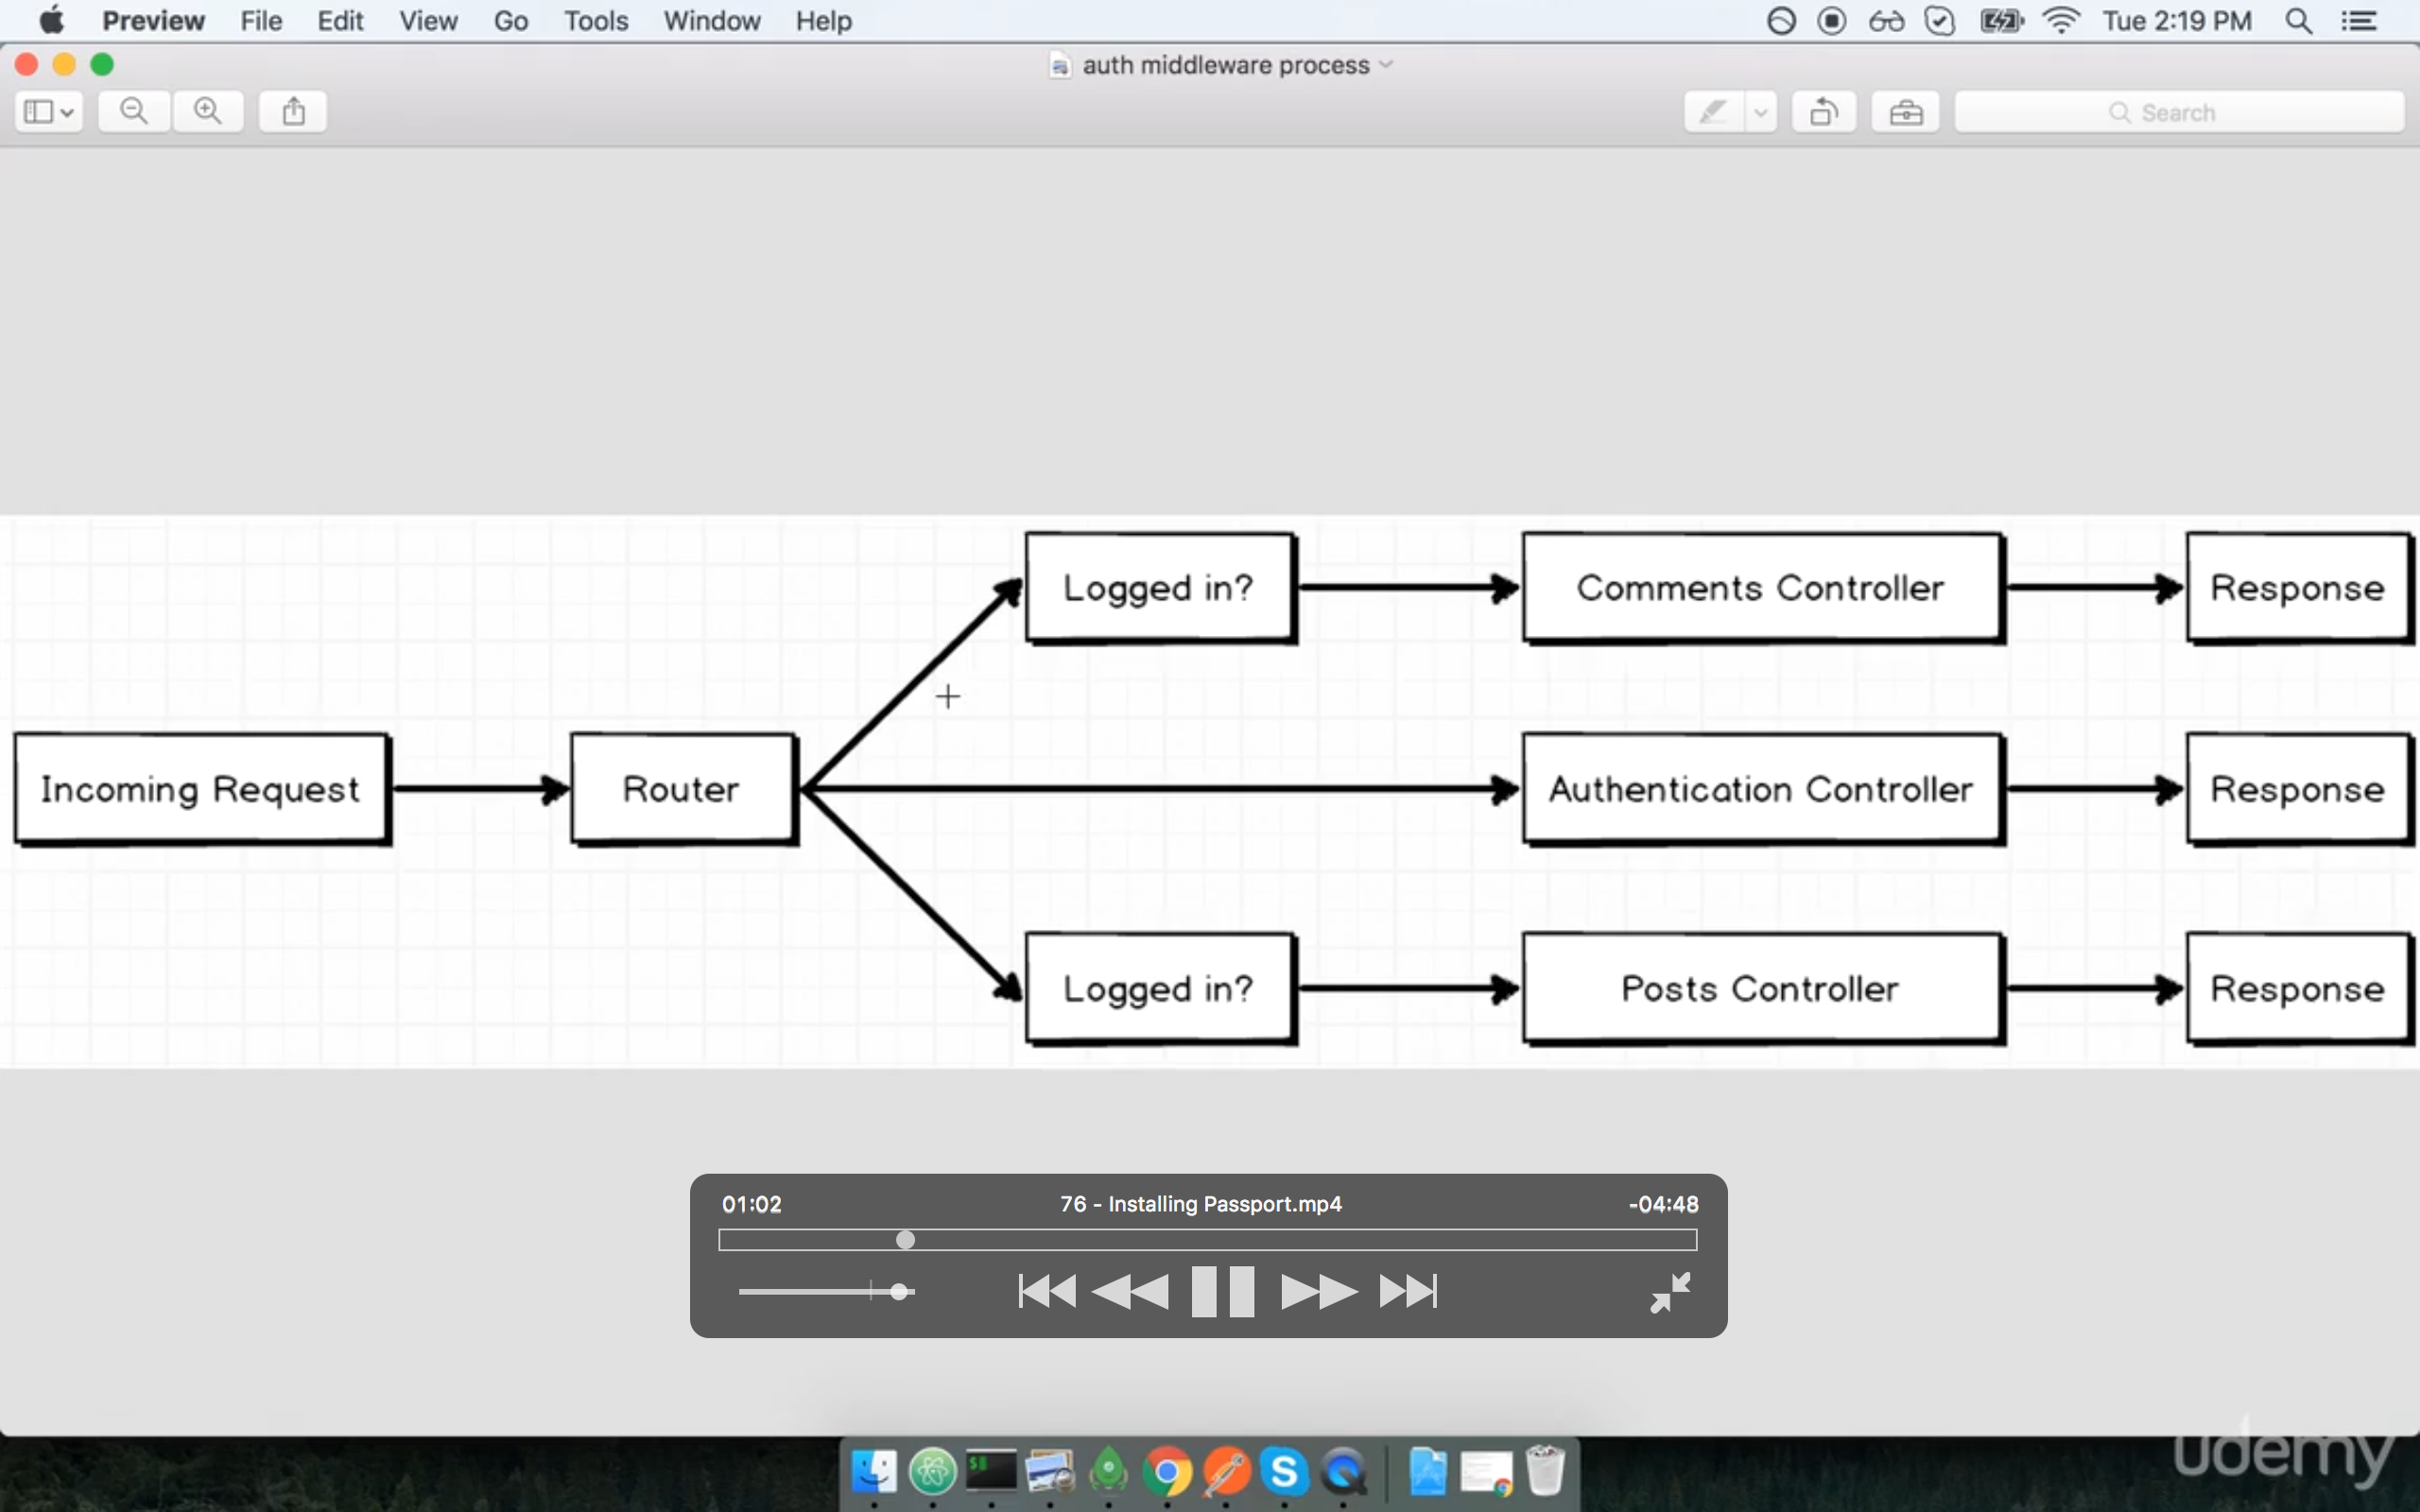 Preview File Edit View Go Tools Window Help Tue 2:19 PM
auth middleware process
Search
Logged in? Comments Controller Response
Incoming Request Router Authentication Controller Response
Logged in? Posts Controller Response
01:02 76 - Installing Passport.mp4 -04:48
udemy
$
S